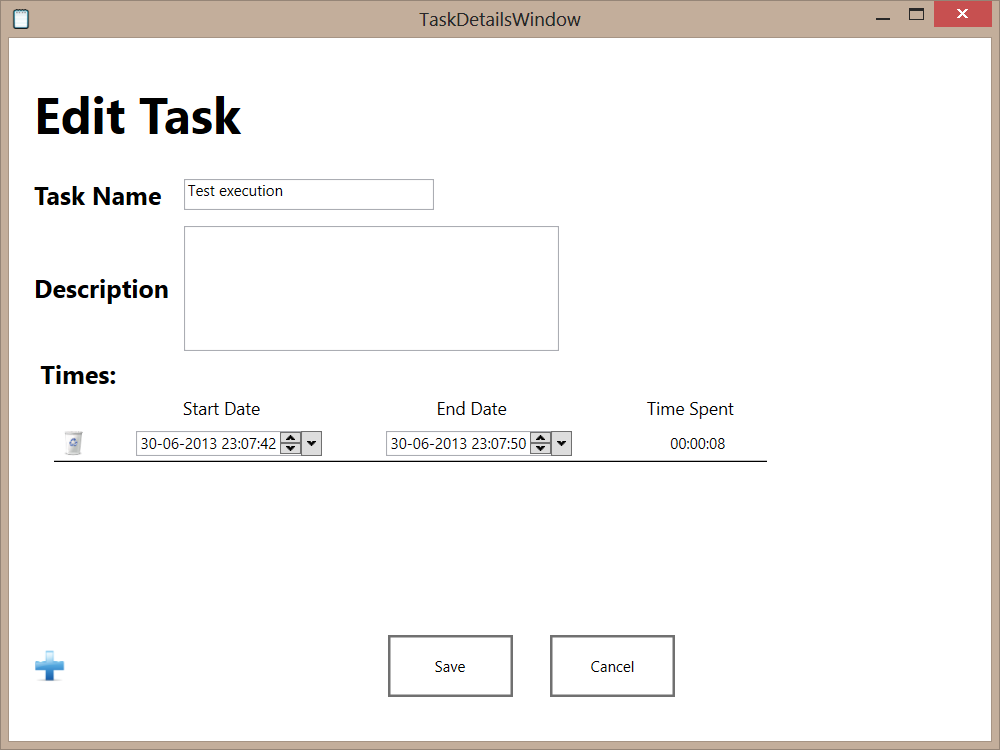 TaskDetailsWindow
Edit Task
Task Name Test execution
Description
Times:
Start Date End Date Time Spent
30-06-2013 23:07:42 30-06-2013 23:07:50 00:00:08
Save Cancel